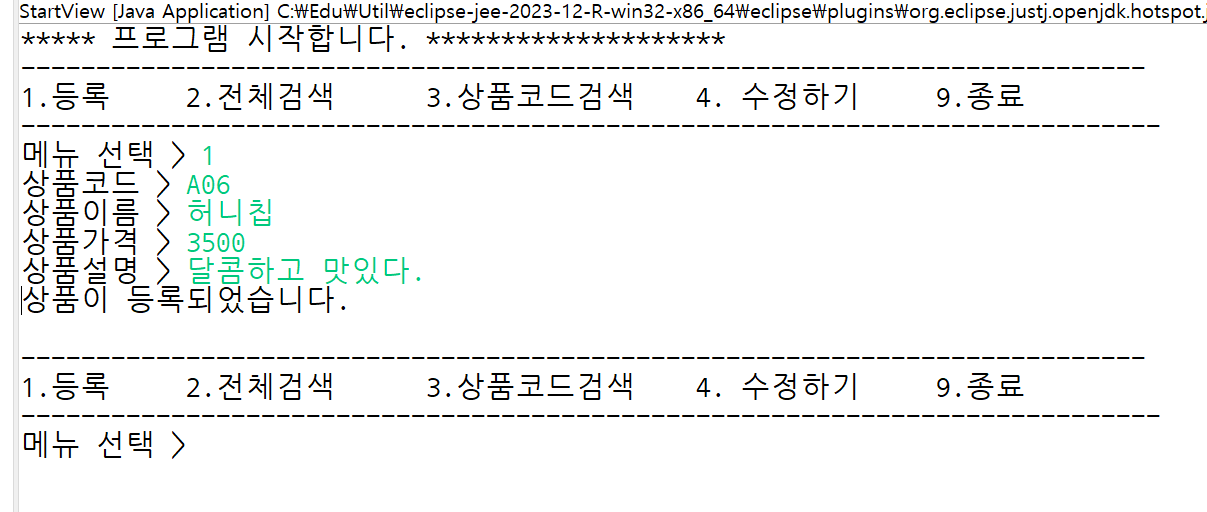 StartView [Java Application] C:₩Edu₩Util₩eclipse-jee-2023-12-R-win32-x86_64₩eclipse₩plugins₩org.eclipse.justj.openjdk.hotspot.j
***** 프로그램 시작합니다. ********************
---------------------------------------------------------------------------
1.등록 2.전체검색 3.상품코드검색 4. 수정하기 9.종료
----------------------------------------------------------------------------
메뉴 선택 > 1
상품코드 > A06
상품이름 > 허니칩
상품가격 > 3500
상품설명 > 달콤하고 맛있다.
상품이 등록되었습니다.
---------------------------------------------------------------------------
1.등록 2.전체검색 3.상품코드검색 4. 수정하기 9.종료
----------------------------------------------------------------------------
메뉴 선택 >